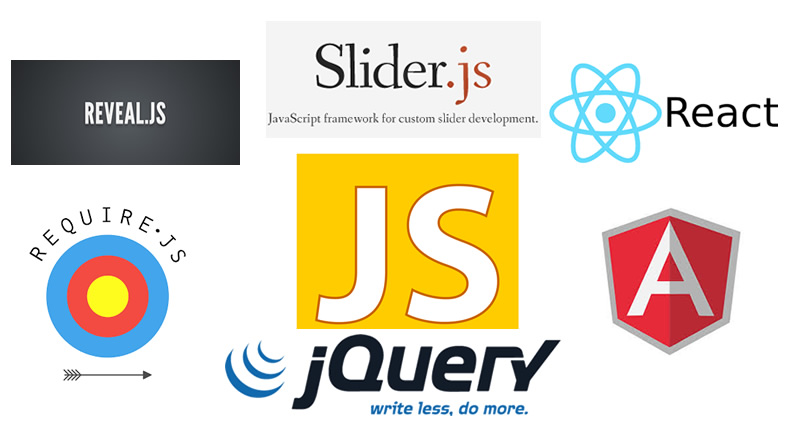 REVEAL.JS
Slider.js
JavaScript framework for custom slider development.
React
REQUIRE•JS
JS
A
jQuery
write less, do more.